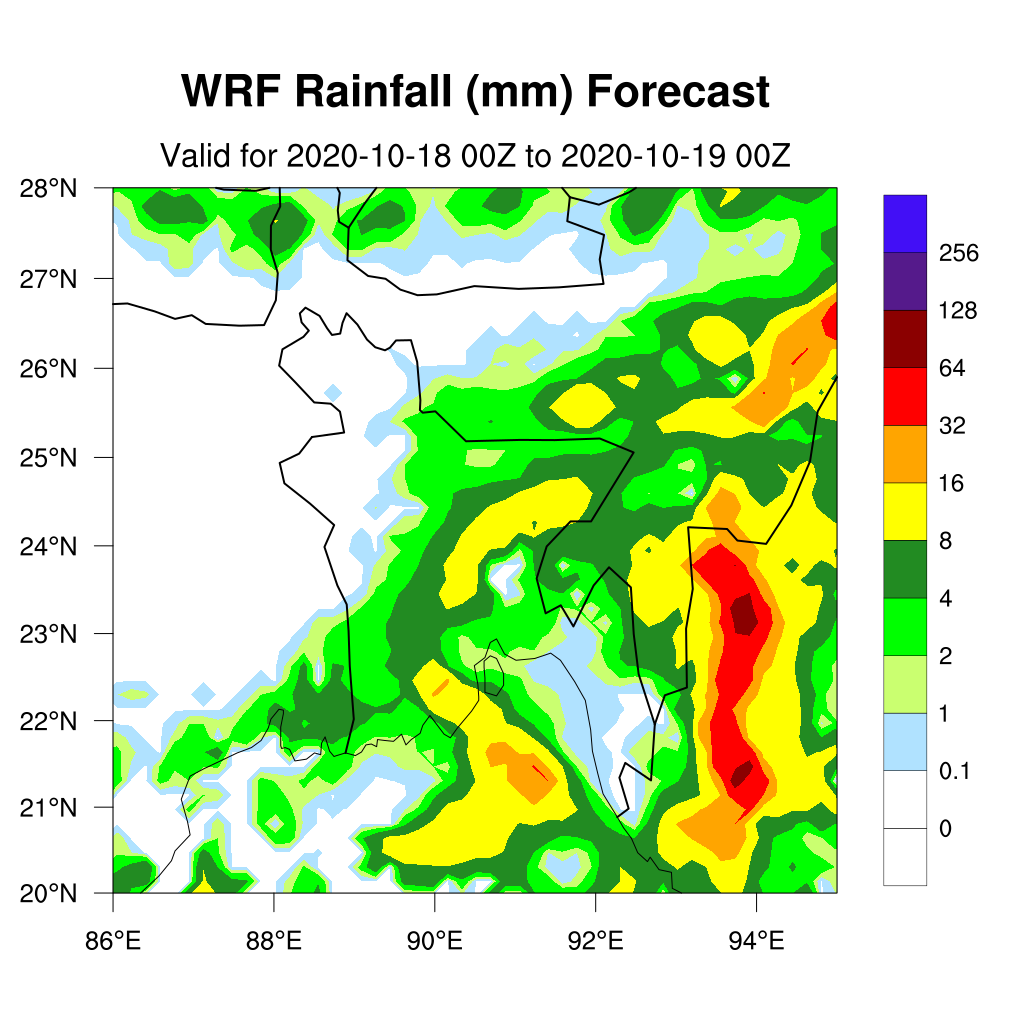 WRF Rainfall (mm) Forecast
Valid for 2020-10-18 00Z to 2020-10-19 00Z
28°N
27°N
26°N
25°N
24°N
23°N
22°N
21°N
20°N
86°E 88°E 90°E 92°E 94°E
256
128
64
32
16
8
4
2
1
0.1
0